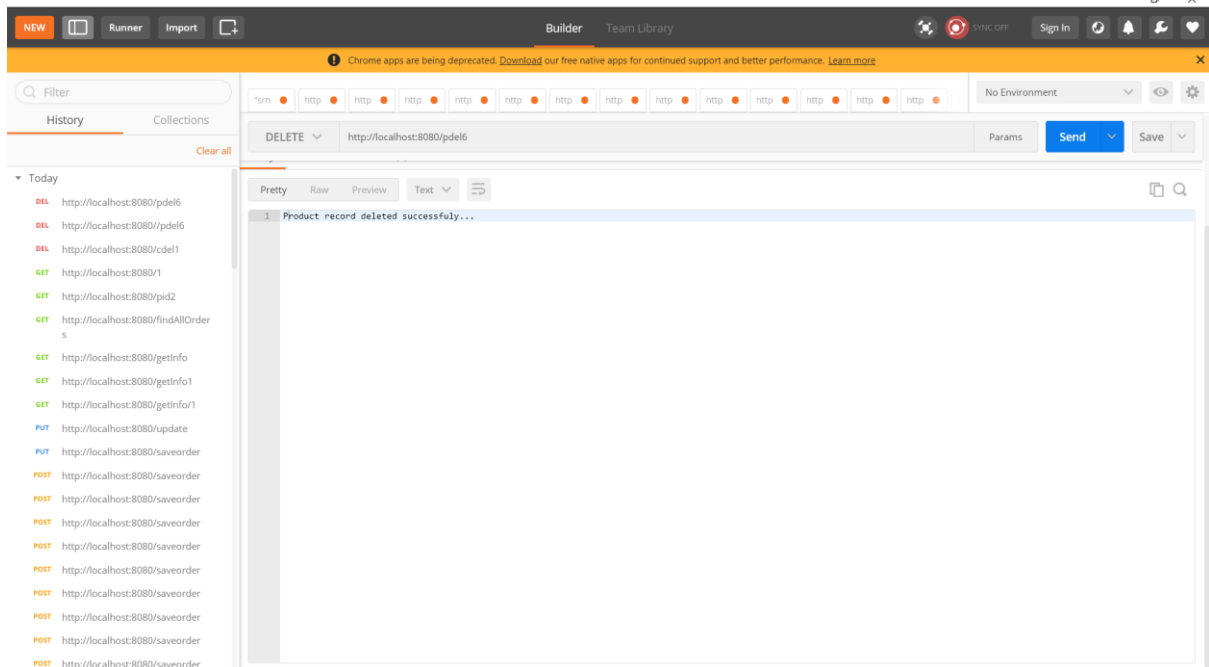 NEW Runner Import Builder Team Library SYNC OFF Sign In
Chrome apps are being deprecated. Download our free native apps for continued support and better performance. Learn more
Filter
History Collections
Clear all
Today
DEL http://localhost:8080/pdel6
DEL http://localhost:8080//pdel6
DEL http://localhost:8080/cdel1
GET http://localhost:8080/1
GET http://localhost:8080/pid2
GET http://localhost:8080/findAllOrder
s
GET http://localhost:8080/getInfo
GET http://localhost:8080/getInfo1
GET http://localhost:8080/getInfo/1
PUT http://localhost:8080/update
PUT http://localhost:8080/saveorder
POST http://localhost:8080/saveorder
POST http://localhost:8080/saveorder
POST http://localhost:8080/saveorder
POST http://localhost:8080/saveorder
POST http://localhost:8080/saveorder
POST http://localhost:8080/saveorder
POST http://localhost:8080/saveorder
POST http://localhost:8080/saveorder
POST http://localhost:8080/saveorder
*srn http http http http http http http http http http http http http
No Environment
DELETE http://localhost:8080/pdel6 Params Send Save
Pretty Raw Preview Text
1 Product record deleted successfuly...